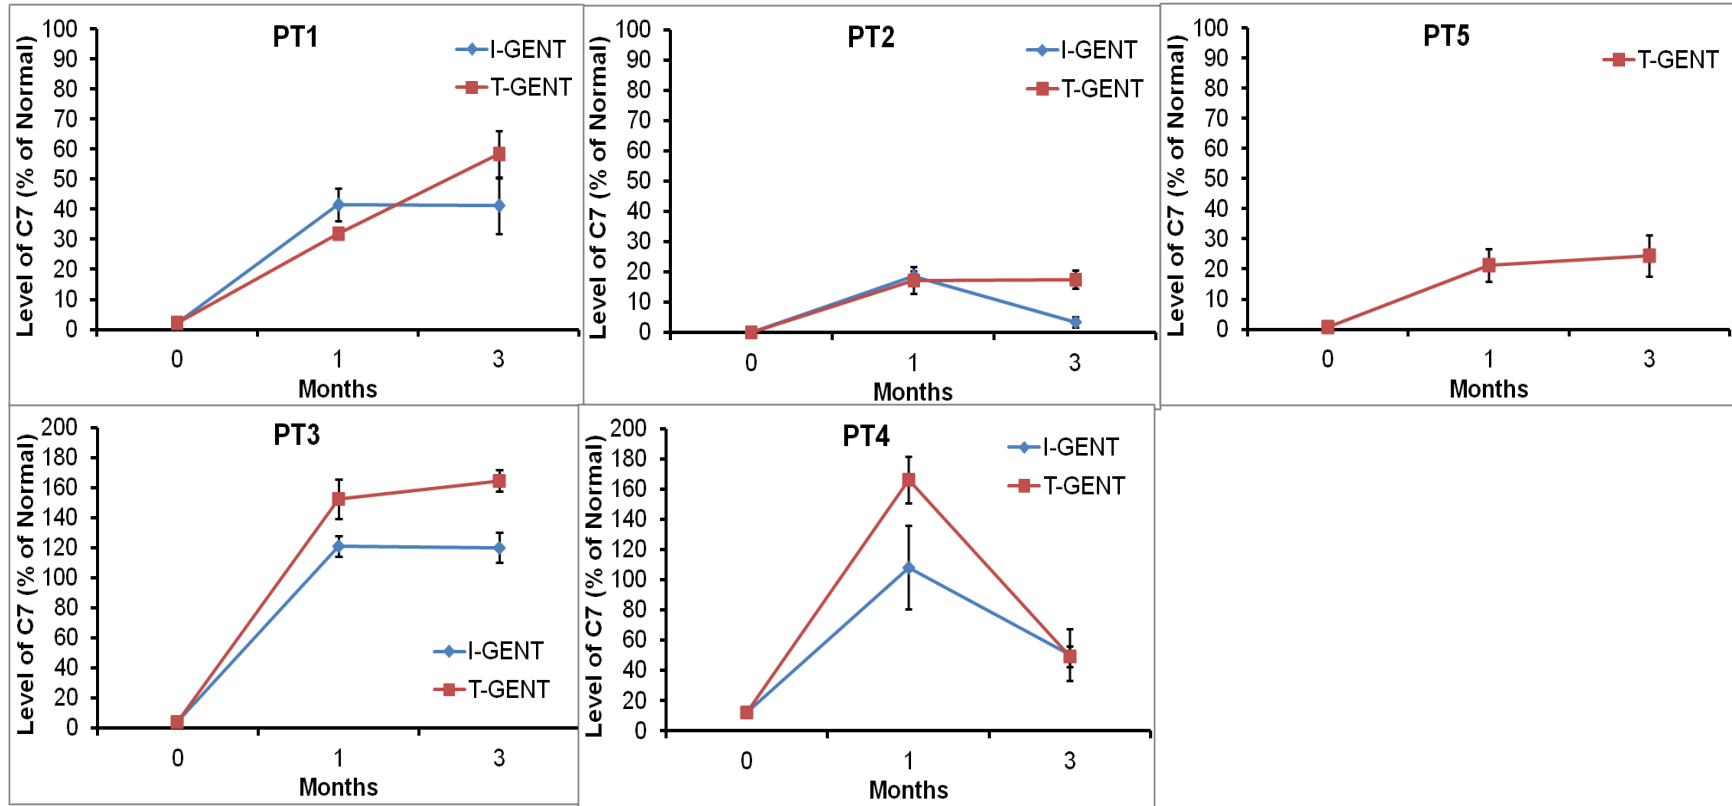 PT1
I-GENT
T-GENT
Level of C7 (% of Normal)
100
90
80
70
60
50
40
30
20
10
0
0 1 3
Months
PT2
I-GENT
T-GENT
Level of C7 (% of Normal)
100
90
80
70
60
50
40
30
20
10
0
0 1 3
Months
PT5
T-GENT
Level of C7 (% of Normal)
100
90
80
70
60
50
40
30
20
10
0
0 1 3
Months
PT3
I-GENT
T-GENT
Level of C7 (% of Normal)
200
180
160
140
120
100
80
60
40
20
0
0 1 3
Months
PT4
I-GENT
T-GENT
Level of C7 (% of Normal)
200
180
160
140
120
100
80
60
40
20
0
0 1 3
Months